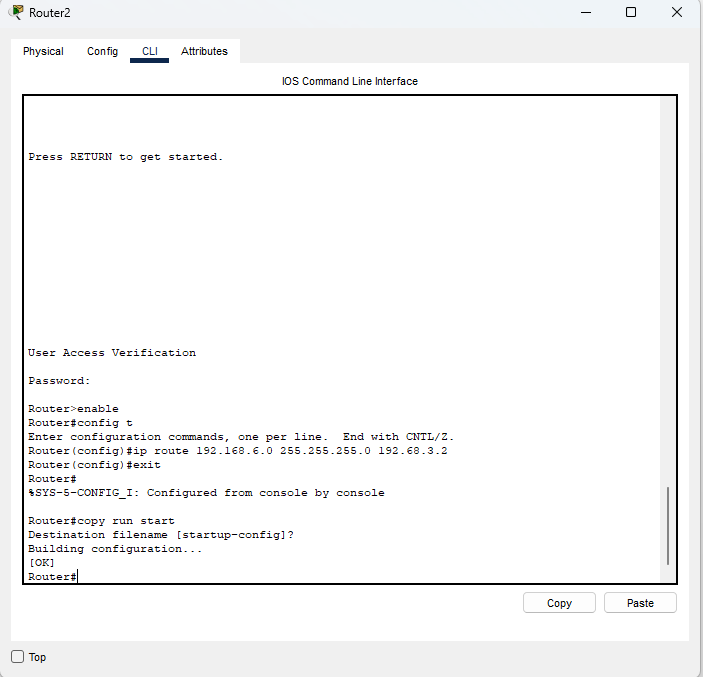 Router2
Physical Config CLI Attributes
IOS Command Line Interface
Press RETURN to get started.
User Access Verification
Password:
Router>enable
Router#config t
Enter configuration commands, one per line.  End with CNTL/Z.
Router(config)#ip route 192.168.6.0 255.255.255.0 192.68.3.2
Router(config)#exit
Router#
%SYS-5-CONFIG_I: Configured from console by console
Router#copy run start
Destination filename [startup-config]?
Building configuration...
[OK]
Router#
Copy Paste
Top